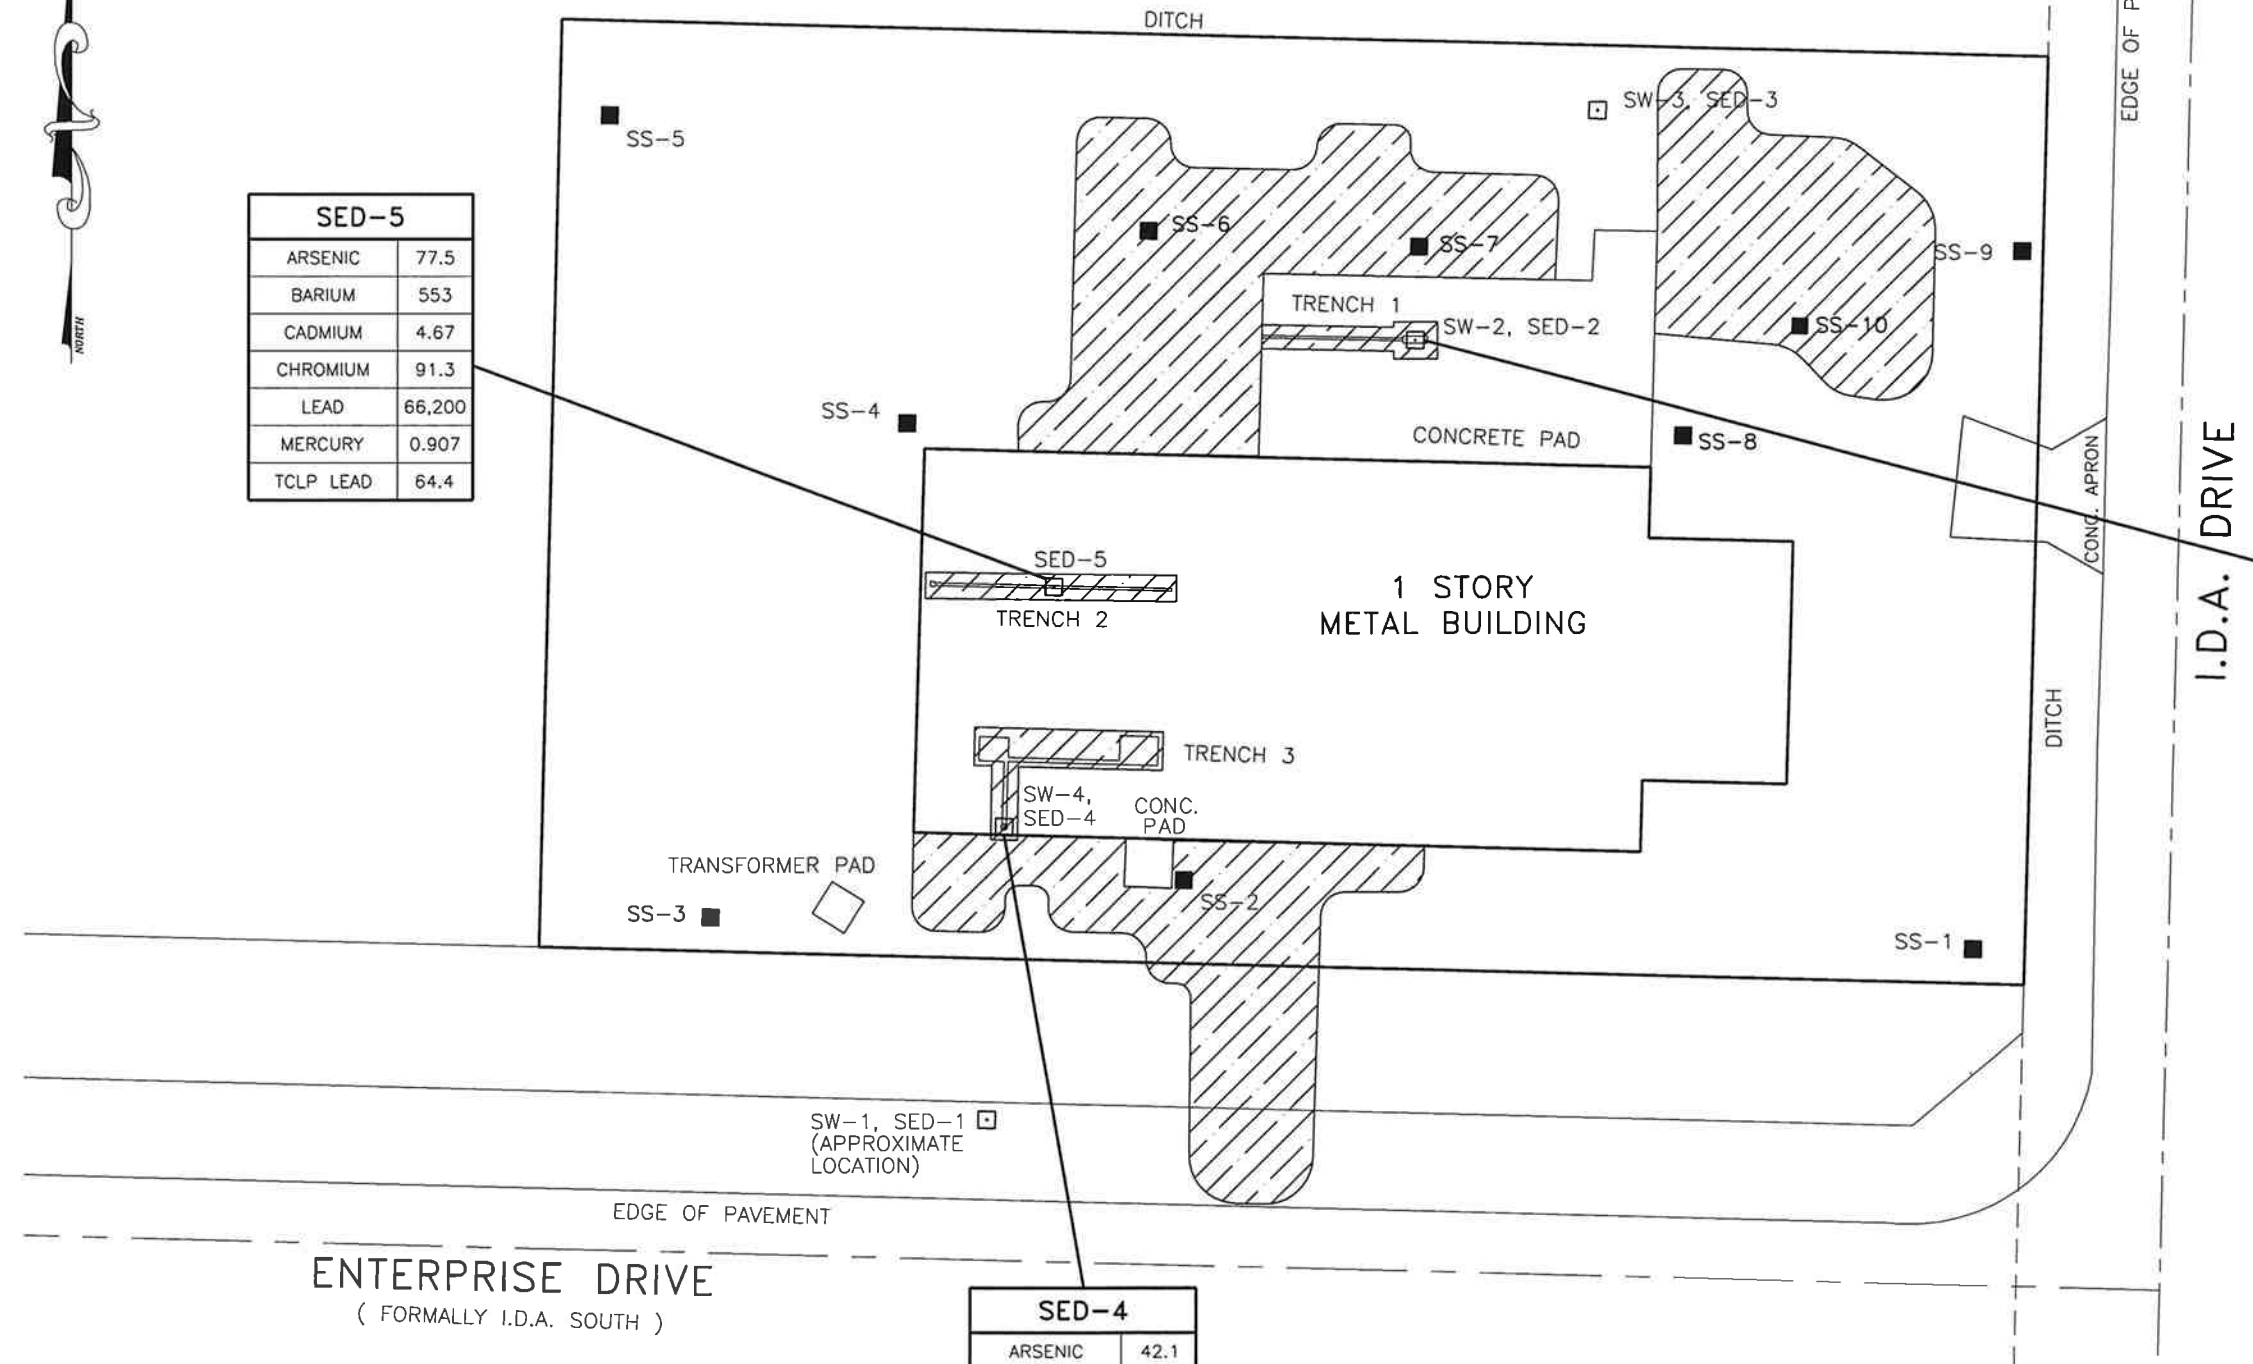 DITCH
EDGE OF P
SW-3, SED-3
SS-5
SS-6
SS-7
SS-9
NORTH
SED-5
ARSENIC 77.5
BARIUM 553
CADMIUM 4.67
CHROMIUM 91.3
LEAD 66,200
MERCURY 0.907
TCLP LEAD 64.4
TRENCH 1
SW-2, SED-2
SS-10
SS-4
CONCRETE PAD
SS-8
CONC. APRON
I.D.A. DRIVE
SED-5
TRENCH 2
1 STORY
METAL BUILDING
DITCH
TRENCH 3
SW-4,
SED-4
CONC.
PAD
TRANSFORMER PAD
SS-3
SS-2
SS-1
SW-1, SED-1
(APPROXIMATE
LOCATION)
EDGE OF PAVEMENT
ENTERPRISE DRIVE
( FORMALLY I.D.A. SOUTH )
SED-4
ARSENIC 42.1